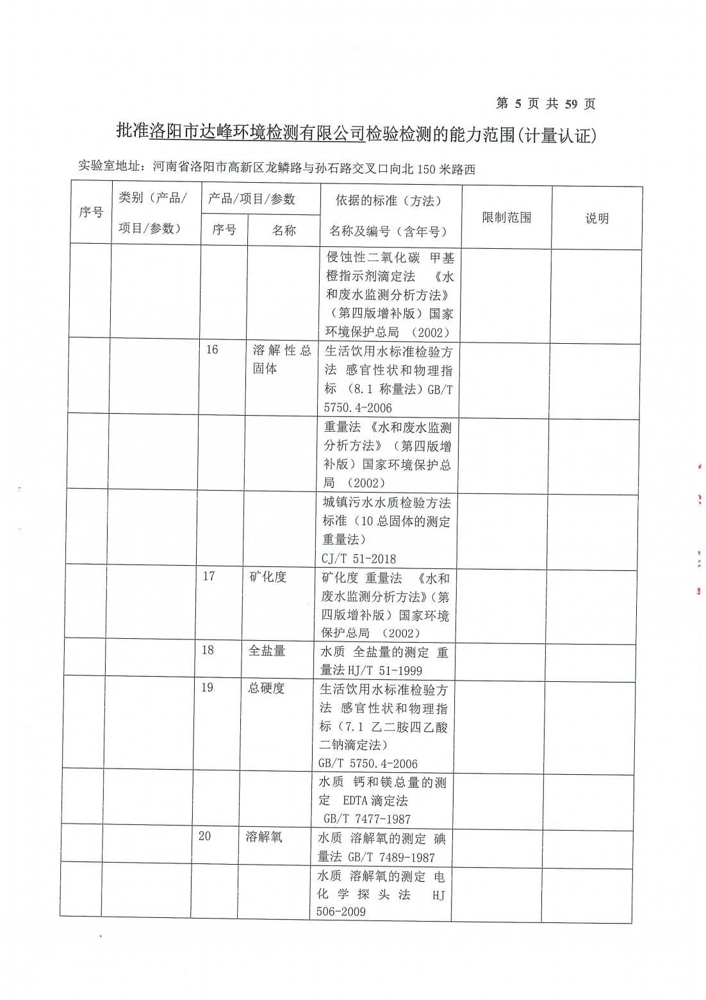 第 5 页 共 59 页
批准洛阳市达峰环境检测有限公司检验检测的能力范围(计量认证)
实验室地址：河南省洛阳市高新区龙鳞路与孙石路交叉口向北 150 米路西
序号
类别（产品/
项目/参数）
产品/项目/参数
序号
名称
依据的标准（方法）
名称及编号（含年号）
限制范围
说明
侵蚀性二氧化碳 甲基
橙指示剂滴定法 《水
和废水监测分析方法》
（第四版增补版）国家
环境保护总局 （2002）
16
溶解性总
固体
生活饮用水标准检验方
法 感官性状和物理指
标 （8.1 称量法）GB/T
5750.4-2006
重量法 《水和废水监测
分析方法》（第四版增
补版）国家环境保护总
局 （2002）
城镇污水水质检验方法
标准（10 总固体的测定
重量法）
CJ/T 51-2018
17
矿化度
矿化度 重量法 《水和
废水监测分析方法》（第
四版增补版）国家环境
保护总局 （2002）
18
全盐量
水质 全盐量的测定 重
量法 HJ/T 51-1999
19
总硬度
生活饮用水标准检验方
法 感官性状和物理指
标（7.1 乙二胺四乙酸
二钠滴定法）
GB/T 5750.4-2006
水质 钙和镁总量的测
定 EDTA 滴定法
GB/T 7477-1987
20
溶解氧
水质 溶解氧的测定 碘
量法 GB/T 7489-1987
水质 溶解氧的测定 电
化学探头法 HJ
506-2009